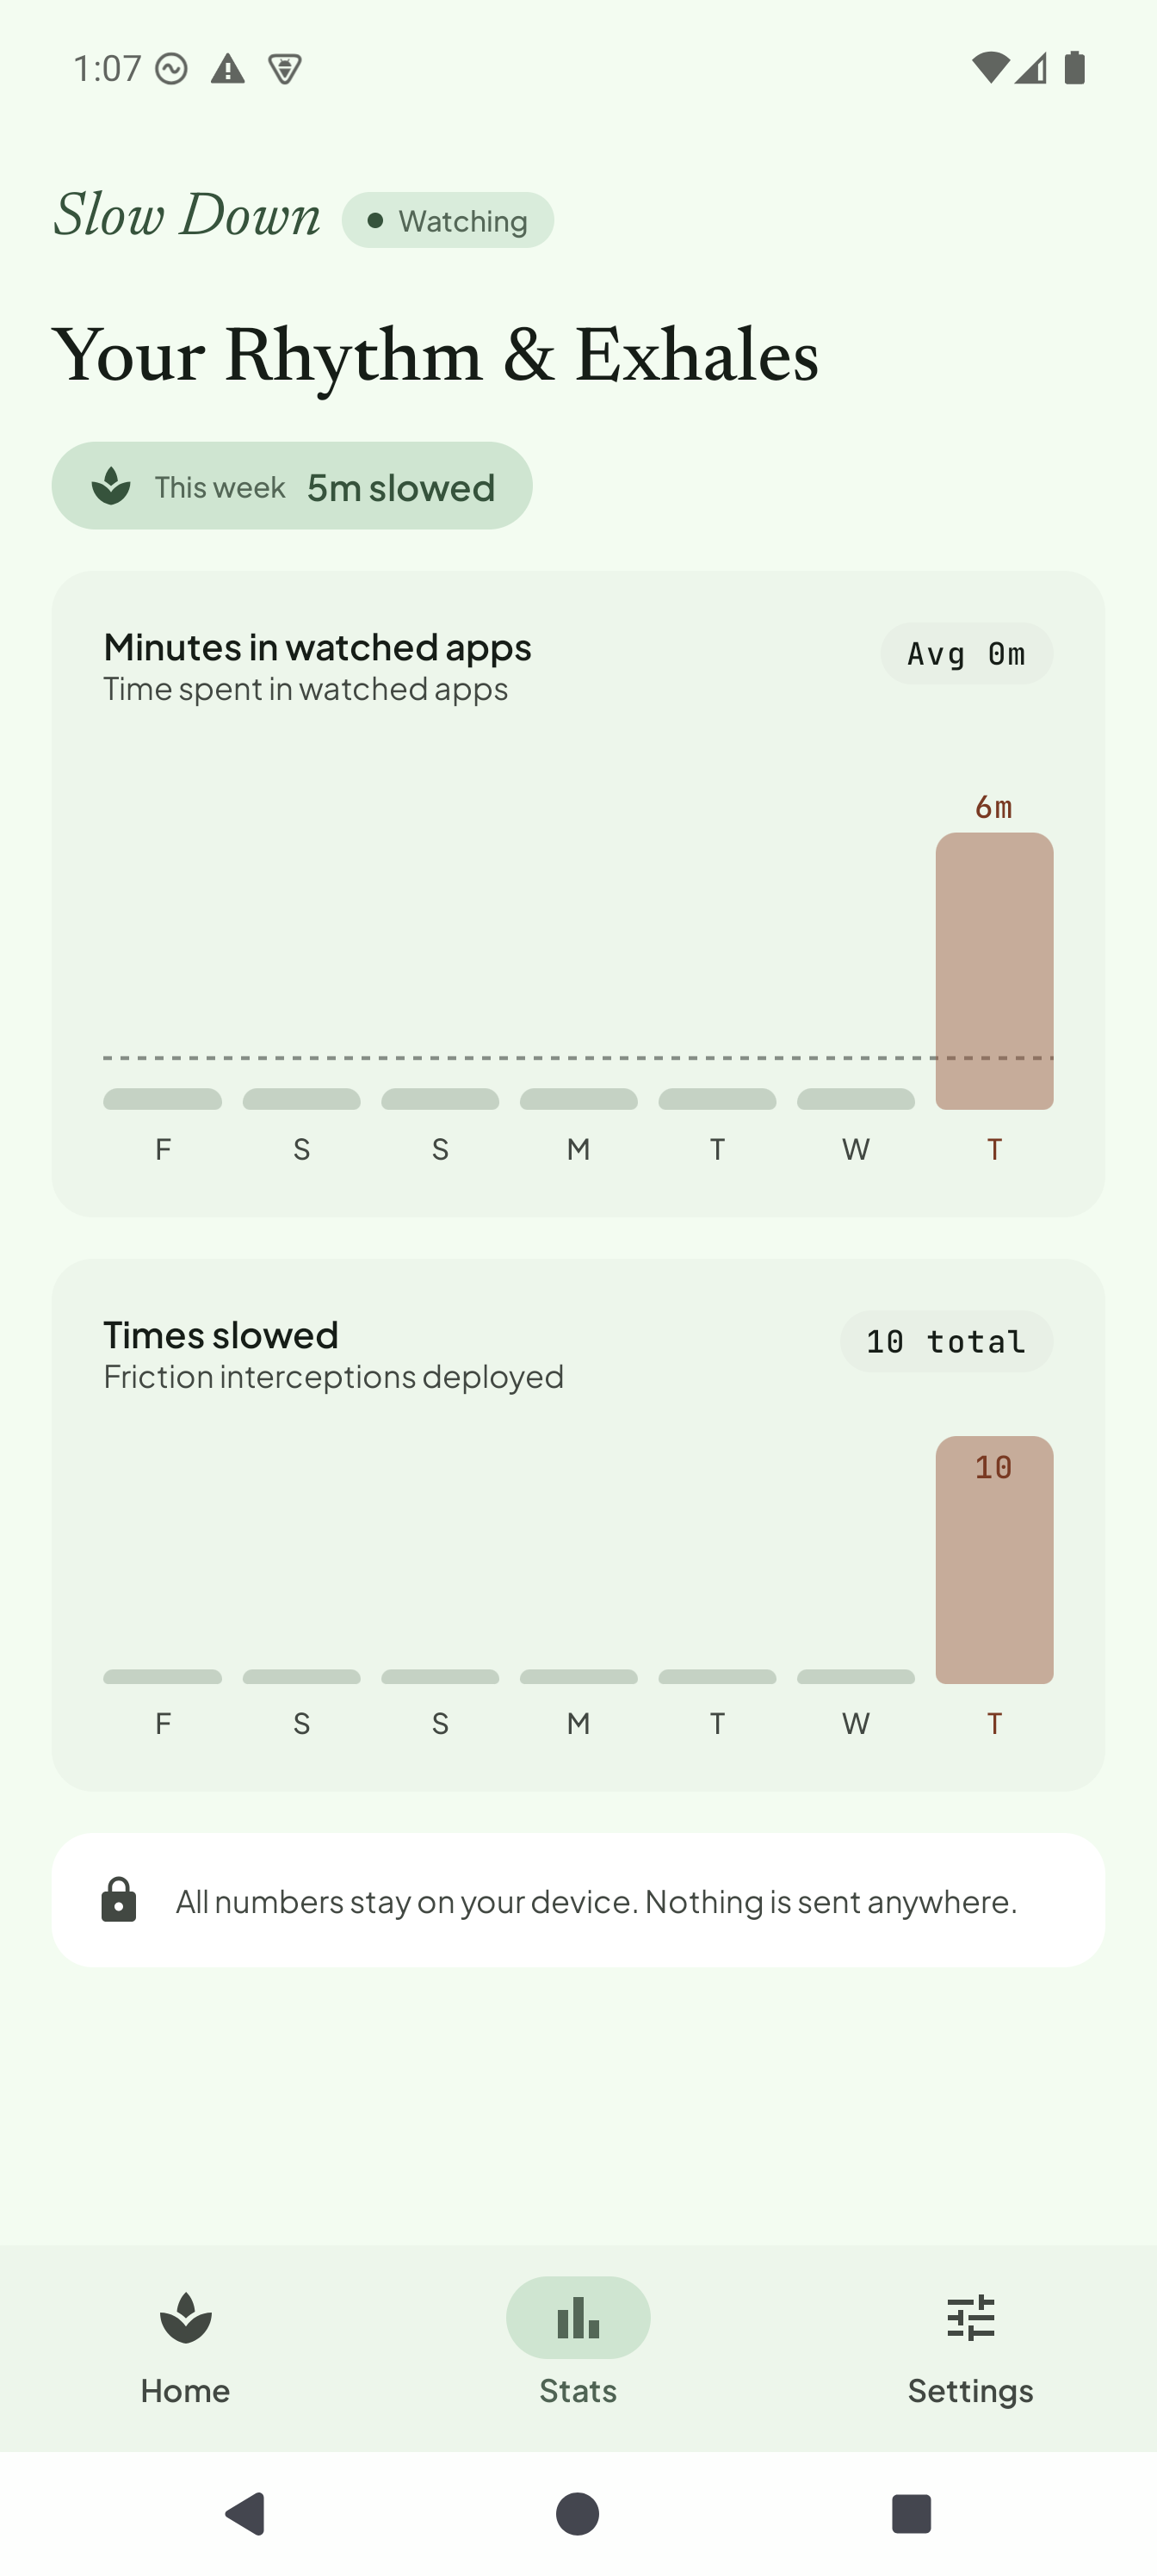 1:07
Slow Down
Watching
Your Rhythm & Exhales
This week 5m slowed
Minutes in watched apps
Time spent in watched apps
Avg 0m
6m
F S S M T W T
Times slowed
Friction interceptions deployed
10 total
10
F S S M T W T
All numbers stay on your device. Nothing is sent anywhere.
Home Stats Settings